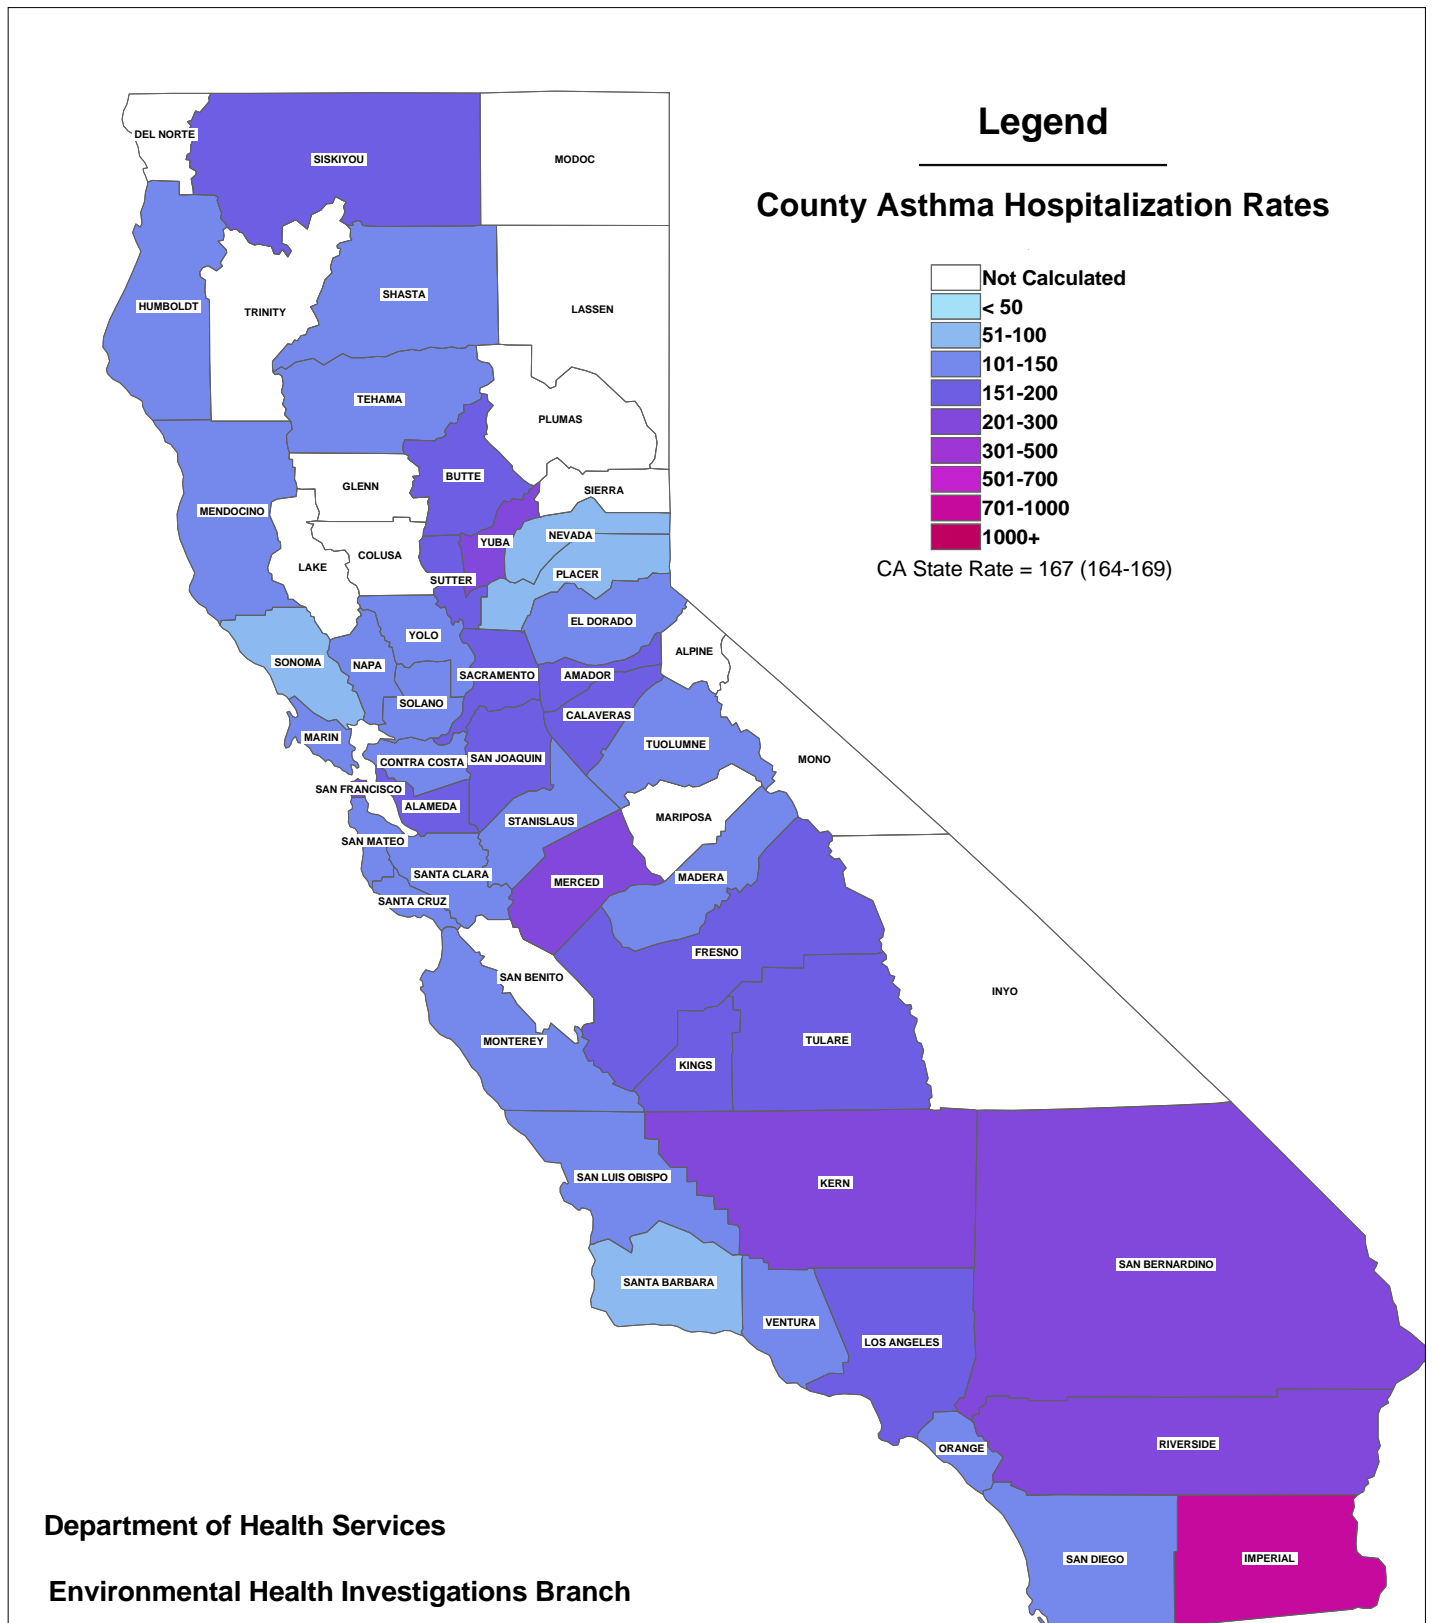 Legend
County Asthma Hospitalization Rates
Not Calculated
< 50
51-100
101-150
151-200
201-300
301-500
501-700
701-1000
1000+
CA State Rate = 167 (164-169)
DEL NORTE
SISKIYOU
MODOC
HUMBOLDT
TRINITY
SHASTA
LASSEN
TEHAMA
PLUMAS
BUTTE
GLENN
SIERRA
MENDOCINO
NEVADA
YUBA
COLUSA
LAKE
PLACER
SUTTER
EL DORADO
YOLO
ALPINE
SONOMA
NAPA
SACRAMENTO
AMADOR
SOLANO
CALAVERAS
MARIN
TUOLUMNE
CONTRA COSTA
SAN JOAQUIN
MONO
SAN FRANCISCO
ALAMEDA
STANISLAUS
MARIPOSA
SAN MATEO
SANTA CLARA
MERCED
MADERA
SANTA CRUZ
FRESNO
SAN BENITO
INYO
MONTEREY
TULARE
KINGS
SAN LUIS OBISPO
KERN
SAN BERNARDINO
SANTA BARBARA
VENTURA
LOS ANGELES
ORANGE
RIVERSIDE
SAN DIEGO
IMPERIAL
Department of Health Services
Environmental Health Investigations Branch